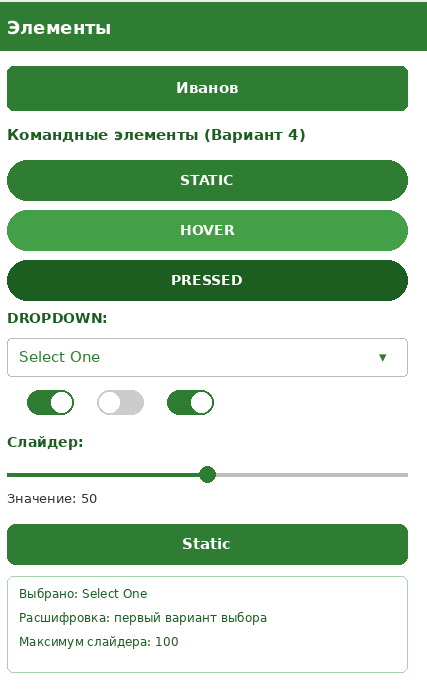 Элементы
Иванов
Командные элементы (Вариант 4)
STATIC
HOVER
PRESSED
DROPDOWN:
Select One
Слайдер:
Значение: 50
Static
Выбрано: Select One
Расшифровка: первый вариант выбора
Максимум слайдера: 100